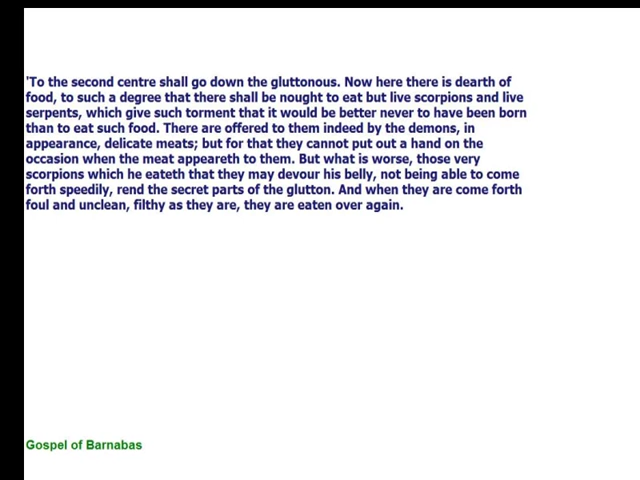 'To the second centre shall go down the gluttonous. Now here there is dearth of
food, to such a degree that there shall be nought to eat but live scorpions and live
serpents, which give such torment that it would be better never to have been born
than to eat such food. There are offered to them indeed by the demons, in
appearance, delicate meats; but for that they cannot put out a hand on the
occasion when the meat appeareth to them. But what is worse, those very
scorpions which he eateth that they may devour his belly, not being able to come
forth speedily, rend the secret parts of the glutton. And when they are come forth
foul and unclean, filthy as they are, they are eaten over again.
Gospel of Barnabas